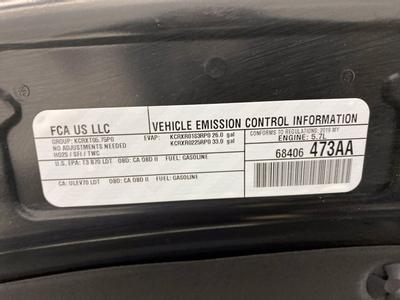 FCA US LLC
VEHICLE EMISSION CONTROL INFORMATION
GROUP: KCRXT05.75P0
EVAP: KCRXR0183RP0 26.0 gal
CONFORMS TO REGULATIONS: 2019 MY
NO ADJUSTMENTS NEEDED
KCRXR0225RP0 33.0 gal
ENGINE: 5.7L
HO2S / SFI / TWC
68406 473AA
U.S. EPA: T3 B70 LDT OBD: CA OBD II FUEL: GASOLINE
CA: ULEV70 LDT OBD: CA OBD II FUEL: GASOLINE